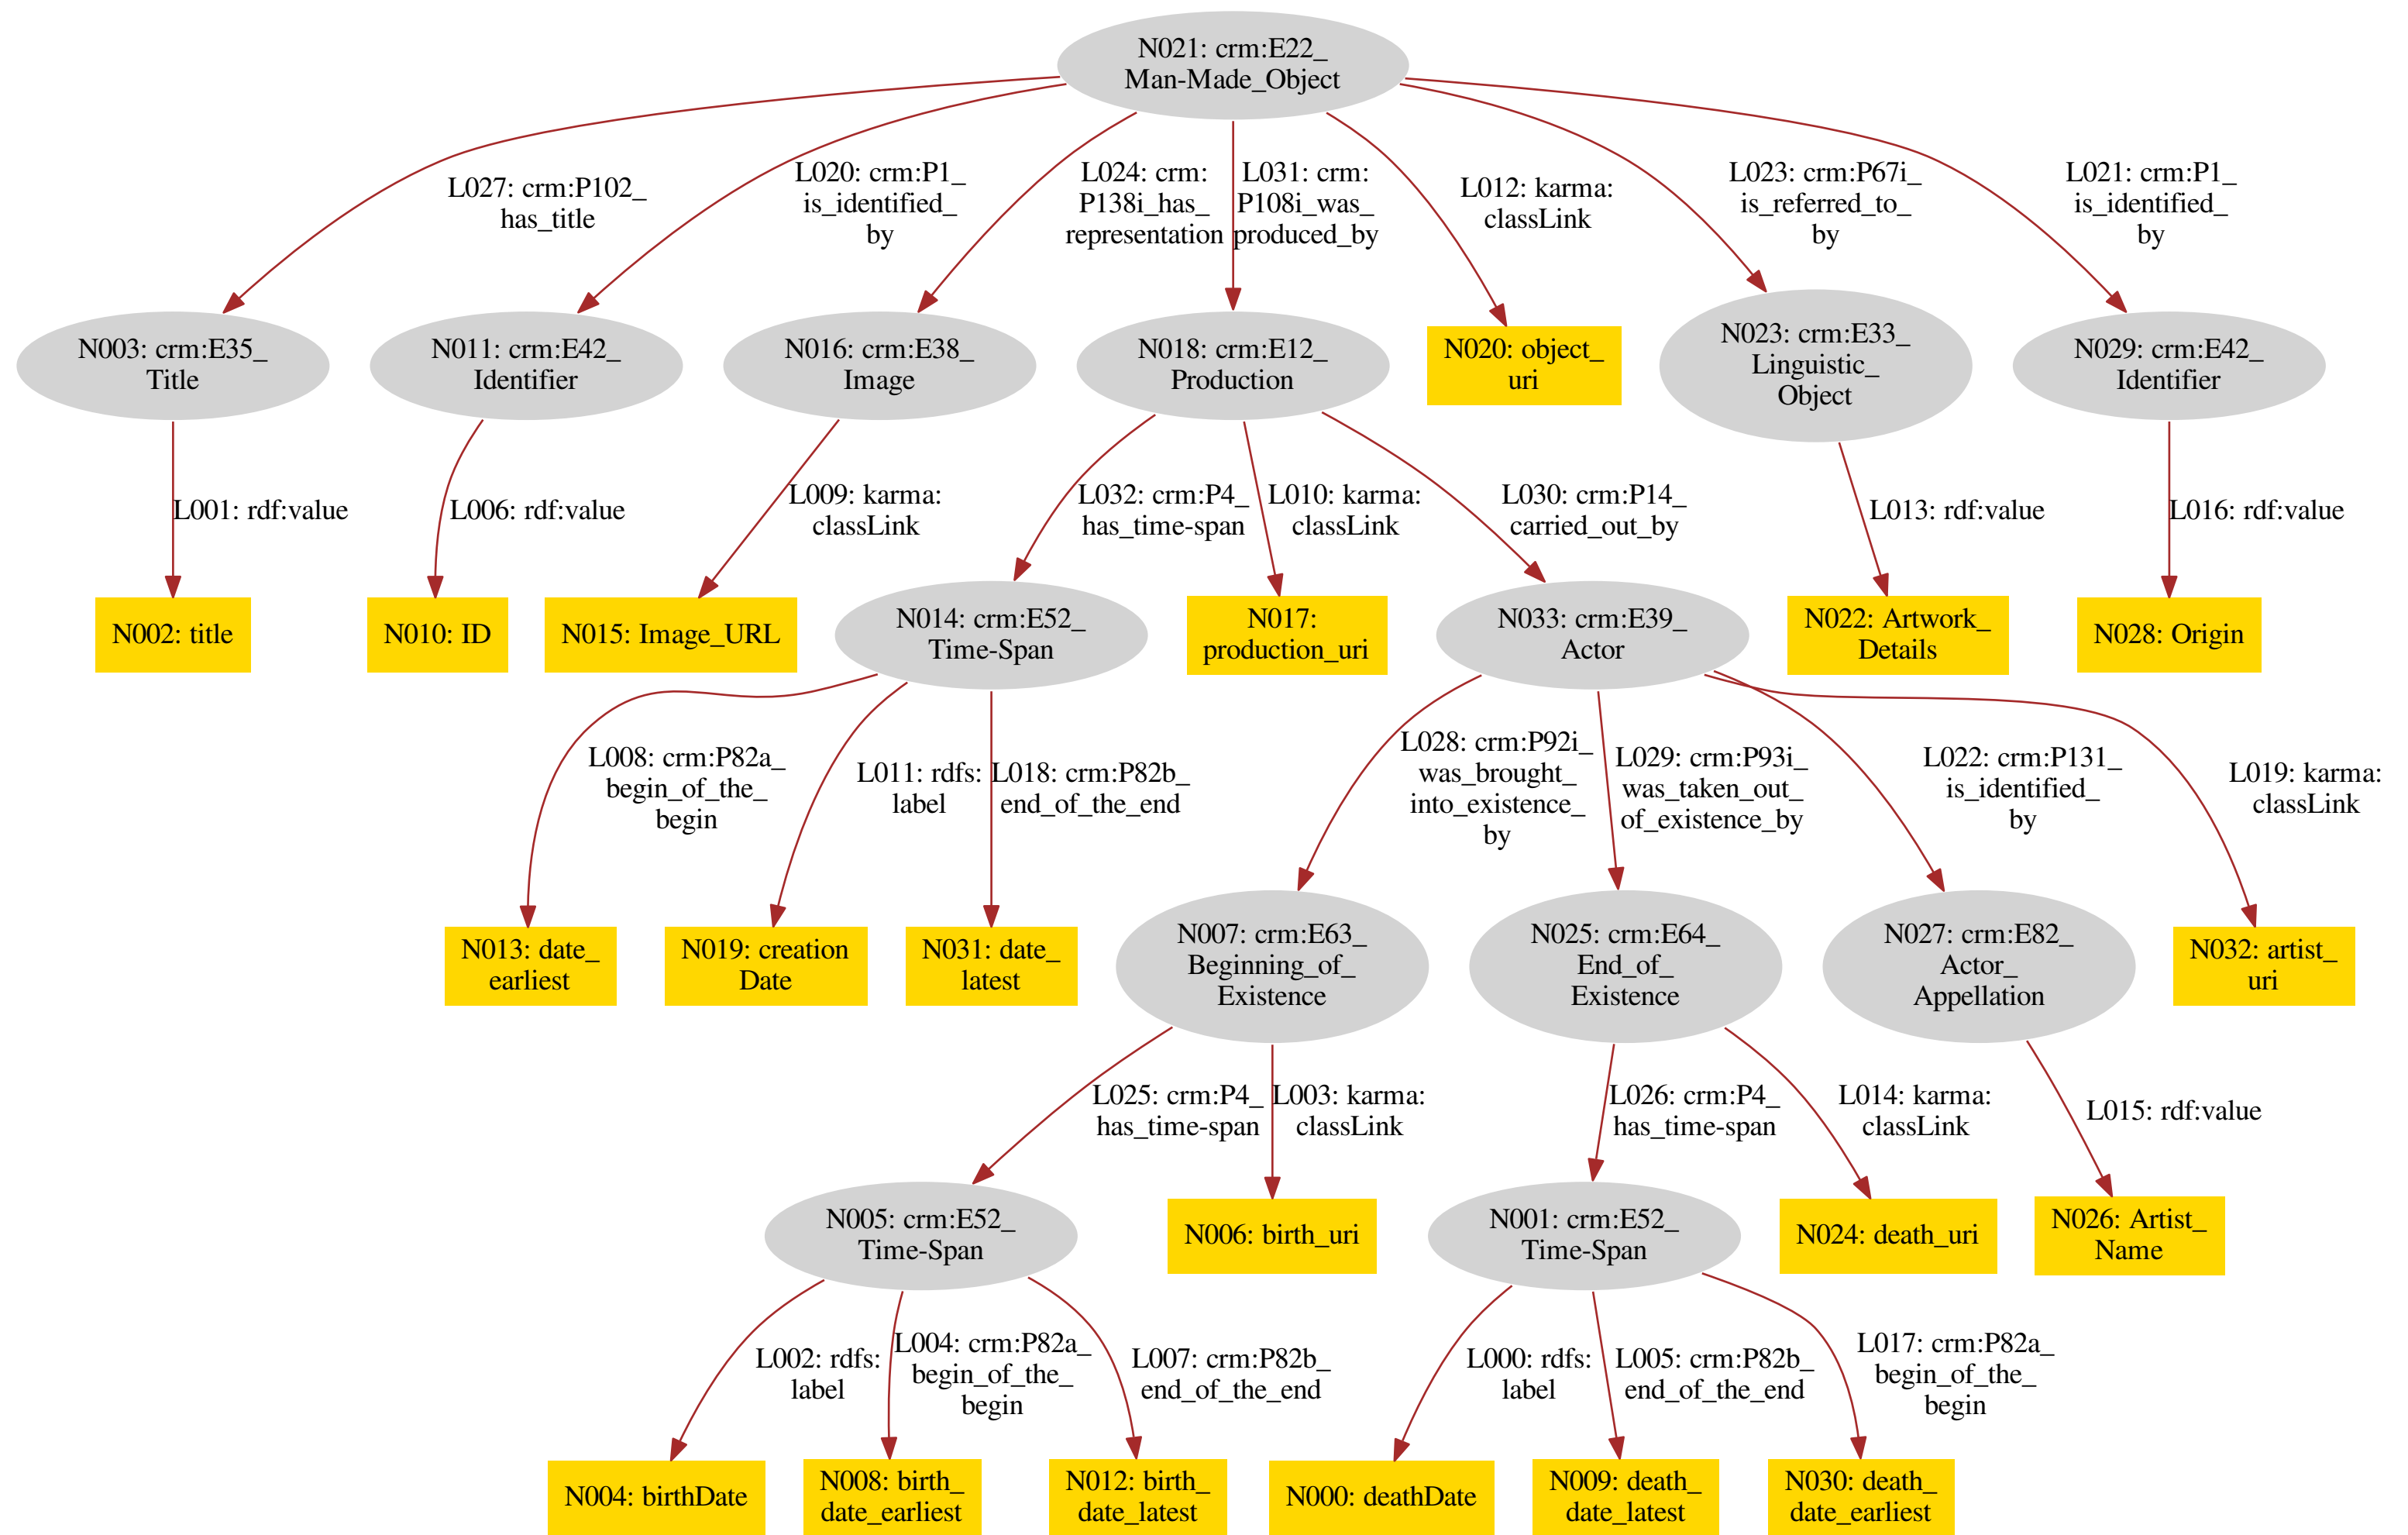 N021: crm:E22_
Man-Made_Object
L027: crm:P102_
has_title
L020: crm:P1_
is_identified_
by
L024: crm:
P138i_has_
representation
L031: crm:
P108i_was_
produced_by
L012: karma:
classLink
L023: crm:P67i_
is_referred_to_
by
L021: crm:P1_
is_identified_
by
N003: crm:E35_
Title
N011: crm:E42_
Identifier
N016: crm:E38_
Image
N018: crm:E12_
Production
N020: object_
uri
N023: crm:E33_
Linguistic_
Object
N029: crm:E42_
Identifier
L001: rdf:value
L006: rdf:value
L009: karma:
classLink
L032: crm:P4_
has_time-span
L010: karma:
classLink
L030: crm:P14_
carried_out_by
L013: rdf:value
L016: rdf:value
N002: title
N010: ID
N015: Image_URL
N014: crm:E52_
Time-Span
N017:
production_uri
N033: crm:E39_
Actor
N022: Artwork_
Details
N028: Origin
L008: crm:P82a_
begin_of_the_
begin
L011: rdfs:
label
L018: crm:P82b_
end_of_the_end
L028: crm:P92i_
was_brought_
into_existence_
by
L029: crm:P93i_
was_taken_out_
of_existence_by
L022: crm:P131_
is_identified_
by
L019: karma:
classLink
N013: date_
earliest
N019: creation
Date
N031: date_
latest
N007: crm:E63_
Beginning_of_
Existence
N025: crm:E64_
End_of_
Existence
N027: crm:E82_
Actor_
Appellation
N032: artist_
uri
L025: crm:P4_
has_time-span
L003: karma:
classLink
L026: crm:P4_
has_time-span
L014: karma:
classLink
L015: rdf:value
N005: crm:E52_
Time-Span
N006: birth_uri
N001: crm:E52_
Time-Span
N024: death_uri
N026: Artist_
Name
L002: rdfs:
label
L004: crm:P82a_
begin_of_the_
begin
L007: crm:P82b_
end_of_the_end
L000: rdfs:
label
L005: crm:P82b_
end_of_the_end
L017: crm:P82a_
begin_of_the_
begin
N004: birthDate
N008: birth_
date_earliest
N012: birth_
date_latest
N000: deathDate
N009: death_
date_latest
N030: death_
date_earliest